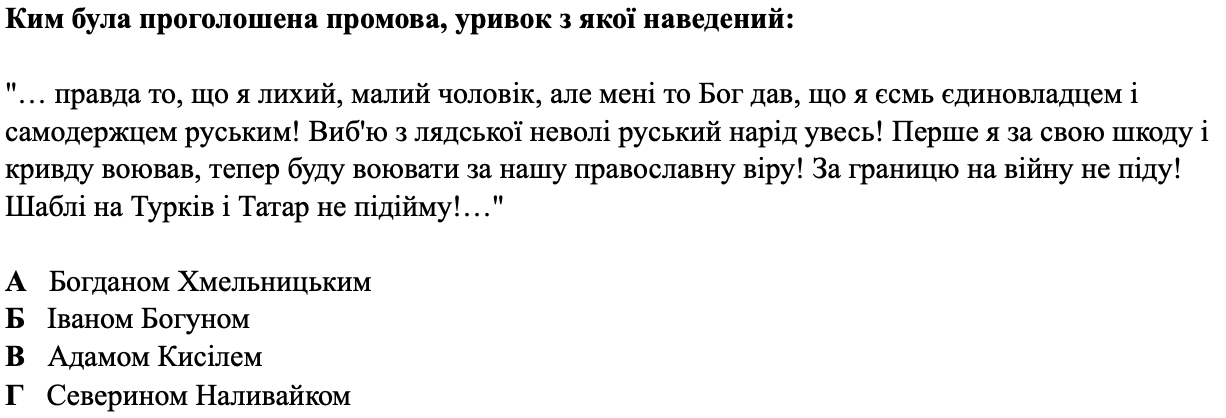 Ким була проголошена промова, уривок з якої наведений:
"… правда то, що я лихий, малий чоловік, але мені то Бог дав, що я єсмь єдиновладцем і
самодержцем руським! Виб'ю з лядської неволі руський нарід увесь! Перше я за свою шкоду і
кривду воював, тепер буду воювати за нашу православну віру! За границю на війну не піду!
Шаблі на Турків і Татар не підійму!…"
А Богданом Хмельницьким
Б Іваном Богуном
В Адамом Кисілем
Г Северином Наливайком